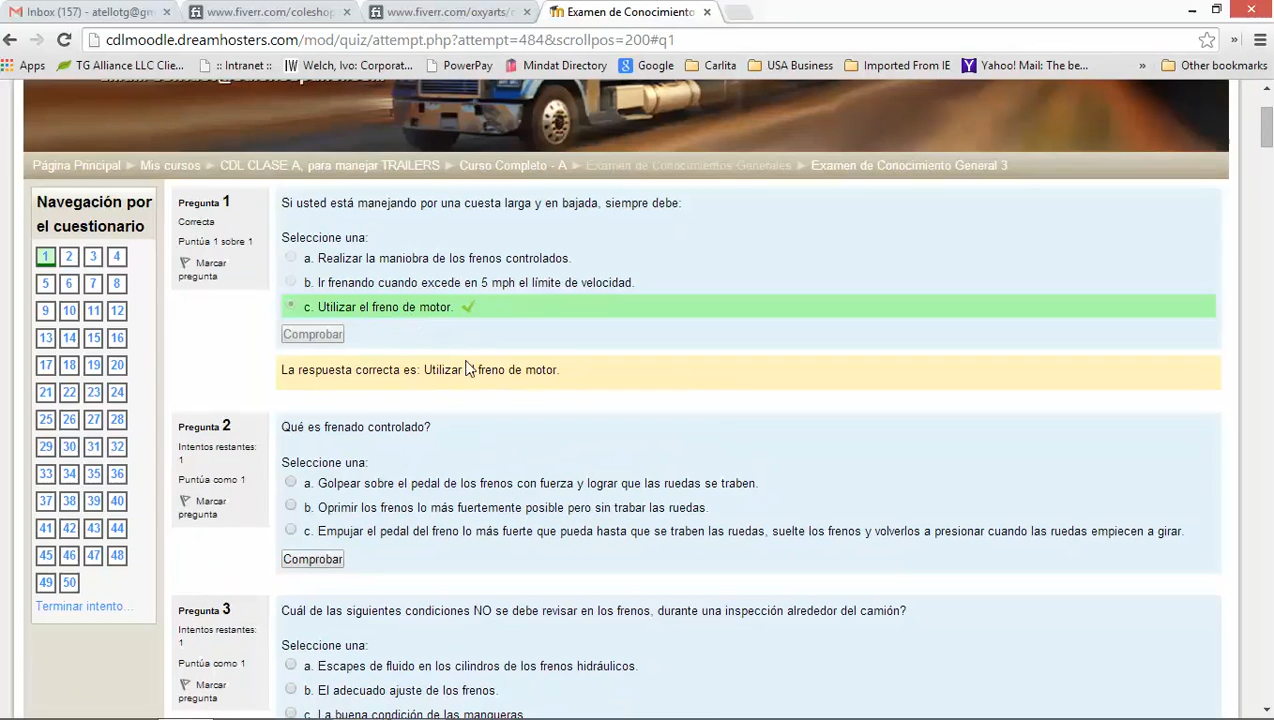 Inbox (157) - atellotg@gm
www.fiverr.com/coleshop
www.fiverr.com/oxyarts/
Examen de Conocimiento
cdlmoodle.dreamhosters.com/mod/quiz/attempt.php?attempt=484&scrollpos=200#q1
Apps
TG Alliance LLC Clie...
:: Intranet ::
Welch, Ivo: Corporat...
PowerPay
Mindat Directory
Google
Carlita
USA Business
Imported From IE
Yahoo! Mail: The be...
»
Other bookmarks
Página Principal ► Mis cursos ► CDL CLASE A, para manejar TRAILERS ► Curso Completo - A ► Examen de Conocimientos Generales ► Examen de Conocimiento General 3
Navegación por
el cuestionario
1 2 3 4
5 6 7 8
9 10 11 12
13 14 15 16
17 18 19 20
21 22 23 24
25 26 27 28
29 30 31 32
33 34 35 36
37 38 39 40
41 42 43 44
45 46 47 48
49 50
Terminar intento...
Pregunta 1
Correcta
Puntúa 1 sobre 1
Marcar
pregunta
Si usted está manejando por una cuesta larga y en bajada, siempre debe:
Seleccione una:
a. Realizar la maniobra de los frenos controlados.
b. Ir frenando cuando excede en 5 mph el límite de velocidad.
c. Utilizar el freno de motor.
Comprobar
La respuesta correcta es: Utilizar freno de motor.
Pregunta 2
Intentos restantes:
1
Puntúa como 1
Marcar
pregunta
Qué es frenado controlado?
Seleccione una:
a. Golpear sobre el pedal de los frenos con fuerza y lograr que las ruedas se traben.
b. Oprimir los frenos lo más fuertemente posible pero sin trabar las ruedas.
c. Empujar el pedal del freno lo más fuerte que pueda hasta que se traben las ruedas, suelte los frenos y volverlos a presionar cuando las ruedas empiecen a girar.
Comprobar
Pregunta 3
Intentos restantes:
1
Puntúa como 1
Marcar
pregunta
Cuál de las siguientes condiciones NO se debe revisar en los frenos, durante una inspección alrededor del camión?
Seleccione una:
a. Escapes de fluido en los cilindros de los frenos hidráulicos.
b. El adecuado ajuste de los frenos.
c. La buena condición de las mangueras.